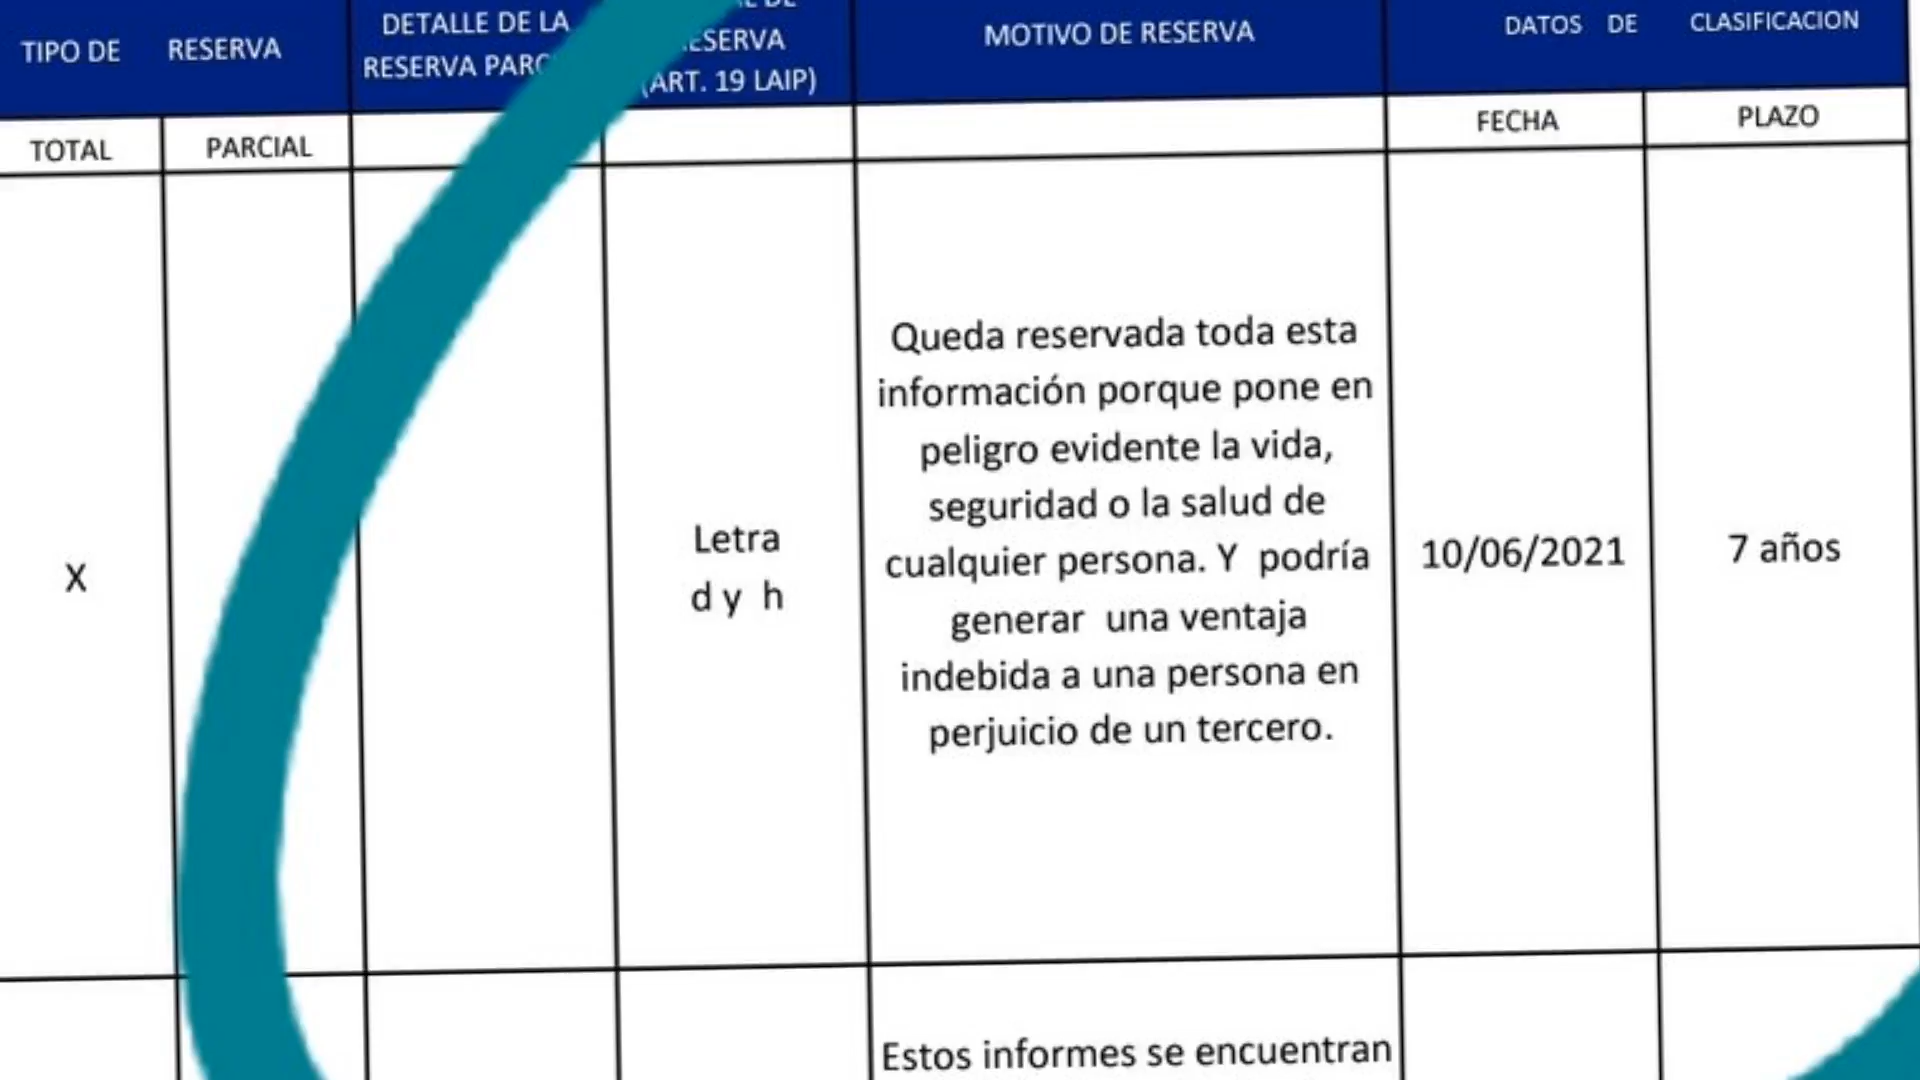 TIPO DE RESERVA
DETALLE DE LA
RESERVA
RESERVA
(ART. 19 LAIP)
MOTIVO DE RESERVA
DATOS DE CLASIFICACION
TOTAL
PARCIAL
FECHA
PLAZO
X
Letra
d y h
Queda reservada toda esta
información porque pone en
peligro evidente la vida,
seguridad o la salud de
cualquier persona. Y podría
generar una ventaja
indebida a una persona en
perjuicio de un tercero.
10/06/2021
7 años
Estos informes se encuentran